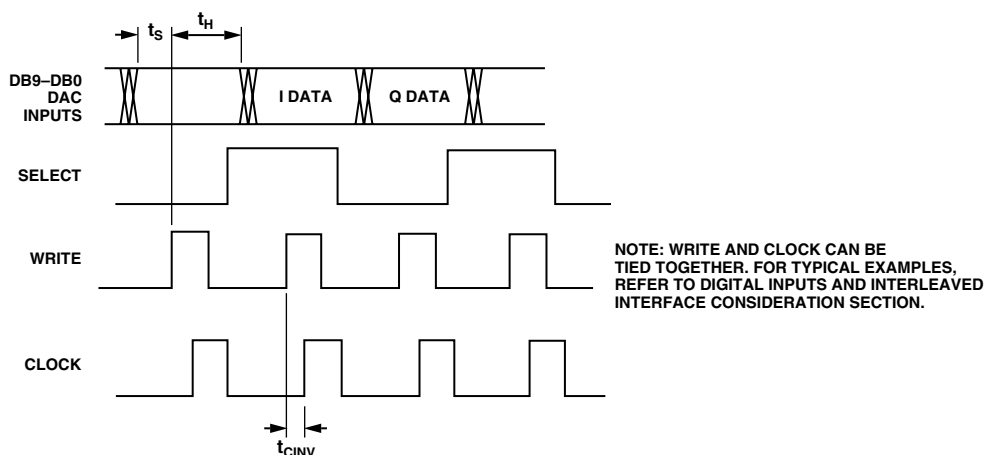 tS
tH
DB9–DB0
DAC
INPUTS
I DATA
Q DATA
SELECT
WRITE
NOTE: WRITE AND CLOCK CAN BE
TIED TOGETHER. FOR TYPICAL EXAMPLES,
REFER TO DIGITAL INPUTS AND INTERLEAVED
INTERFACE CONSIDERATION SECTION.
CLOCK
tCINV